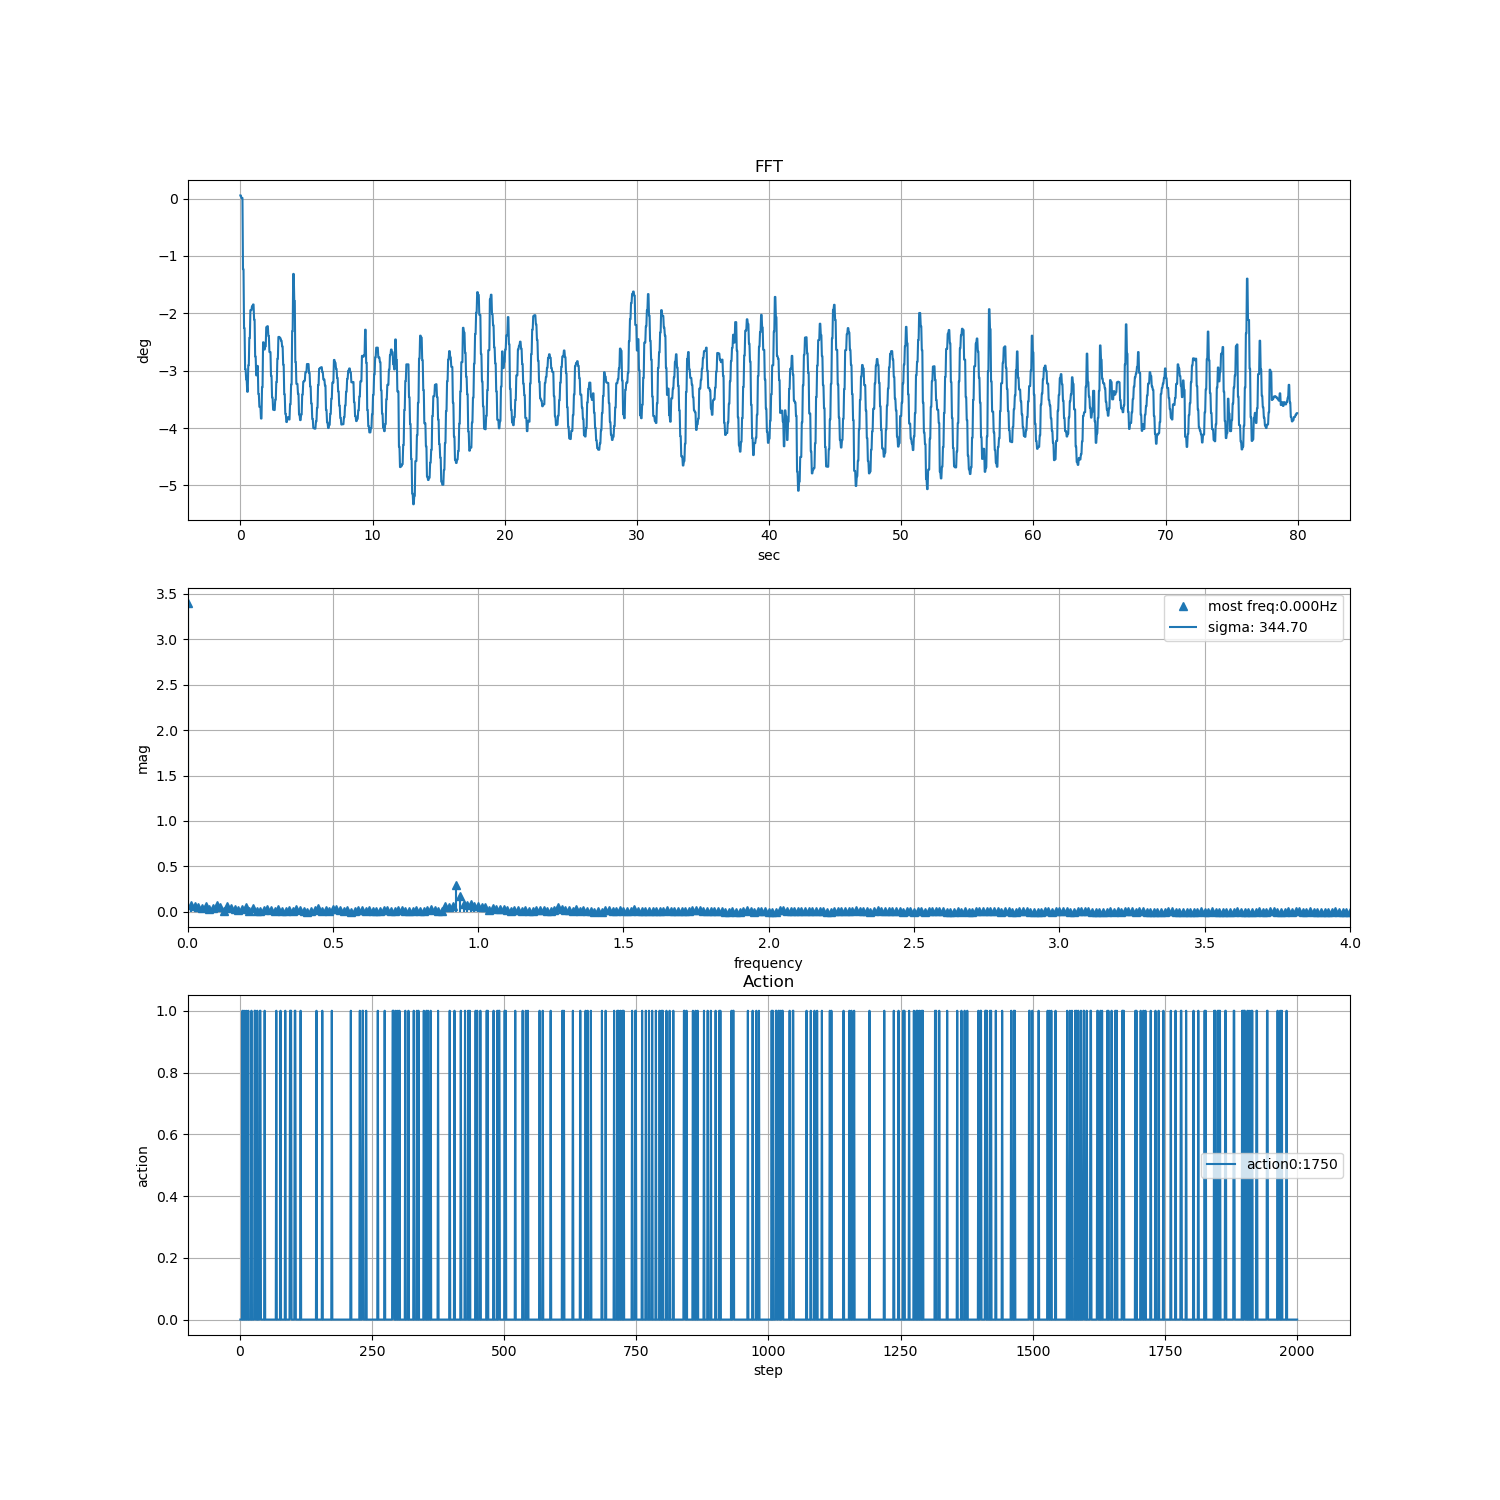 FFT
0
−1
−2
−3
−4
−5
deg
0 10 20 30 40 50 60 70 80
sec
3.5
3.0
2.5
2.0
1.5
1.0
0.5
0.0
mag
most freq:0.000Hz
sigma: 344.70
0.0 0.5 1.0 1.5 2.0 2.5 3.0 3.5 4.0
frequency
Action
1.0
0.8
0.6
0.4
0.2
0.0
action
action0:1750
0 250 500 750 1000 1250 1500 1750 2000
step